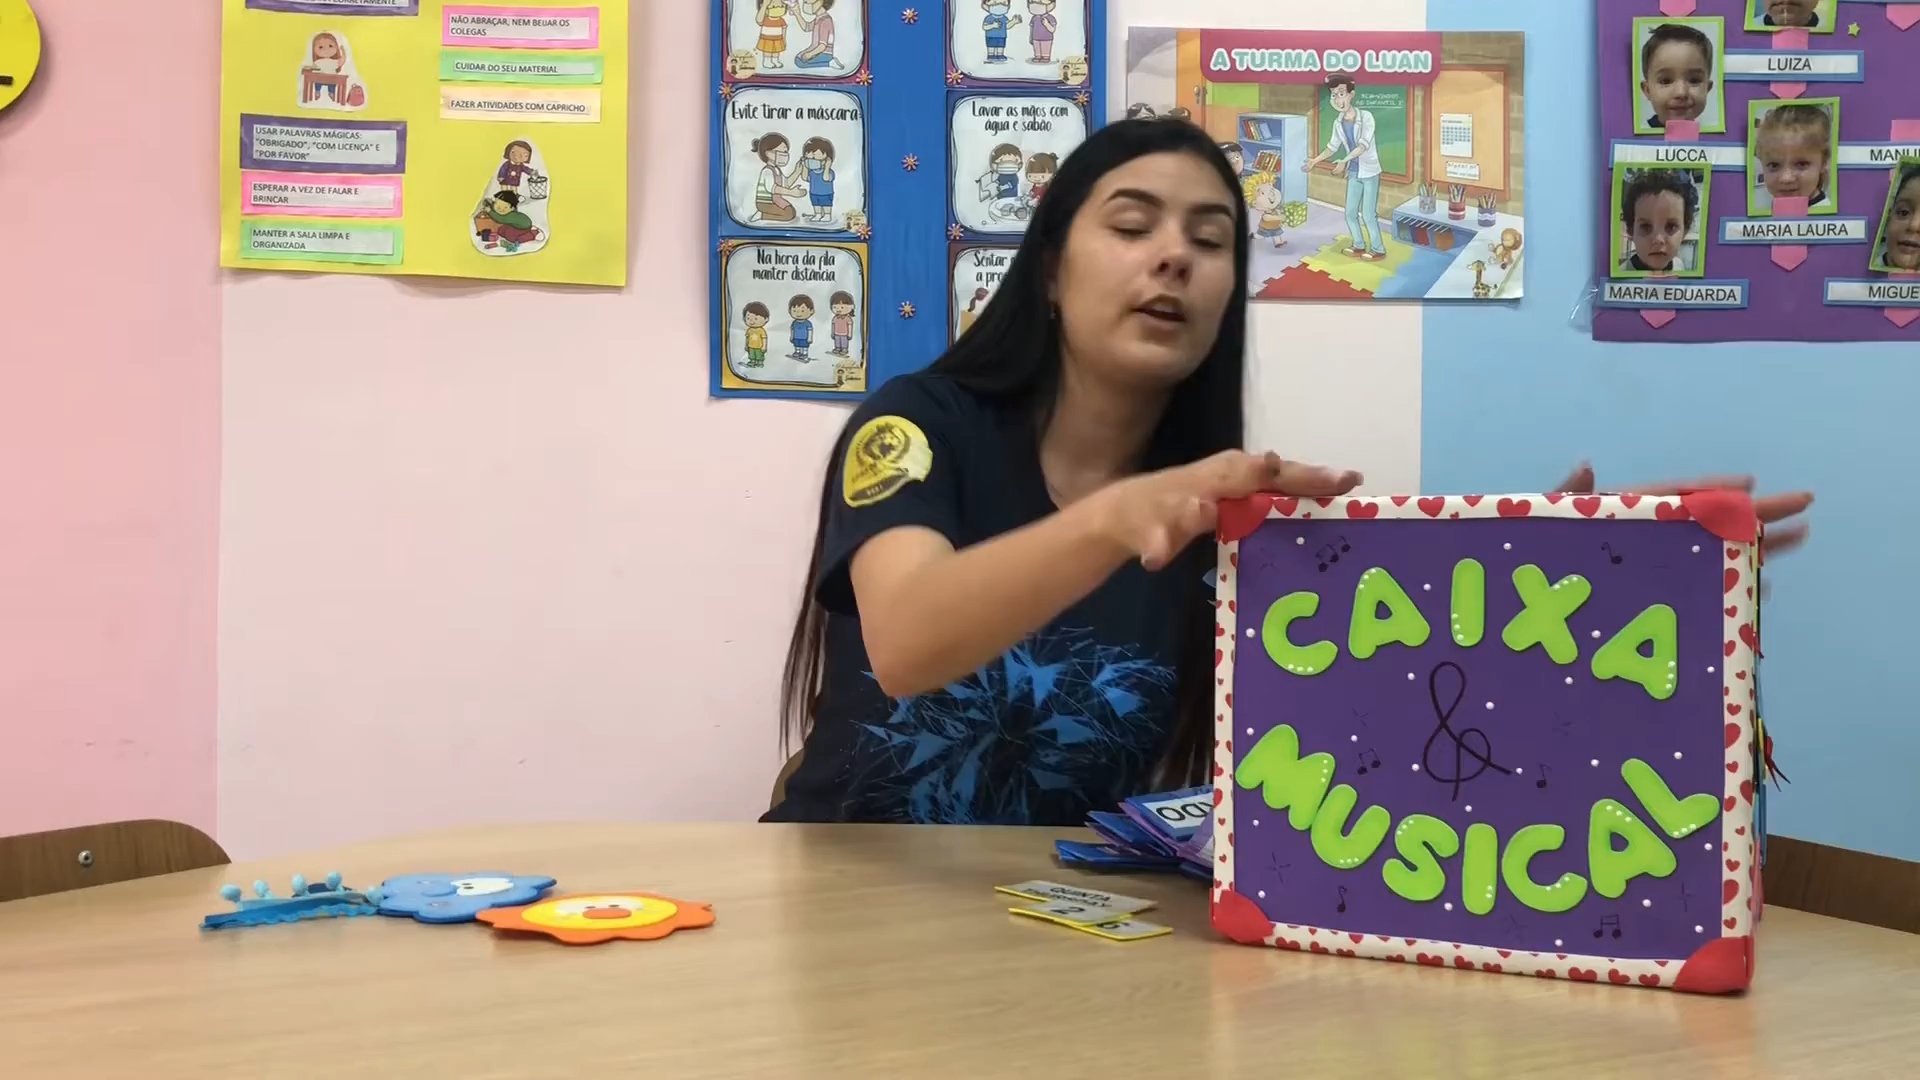 NÃO ABRAÇAR, NEM BEIJAR OS
COLEGAS
CUIDAR DO SEU MATERIAL
FAZER ATIVIDADES COM CAPRICHO
USAR PALAVRAS MÁGICAS:
"OBRIGADO", "COM LICENÇA" E
"POR FAVOR"
ESPERAR A VEZ DE FALAR E
BRINCAR
MANTER A SALA LIMPA E
ORGANIZADA
Evite tirar a máscara
Lavar as mãos com
água e sabão
Na hora da fila
manter distância
Sentar
A TURMA DO LUAN
LUIZA
LUCCA
MARIA LAURA
MARIA EDUARDA
CAIXA
MUSICAL
QUINTA
THURSDAY
2